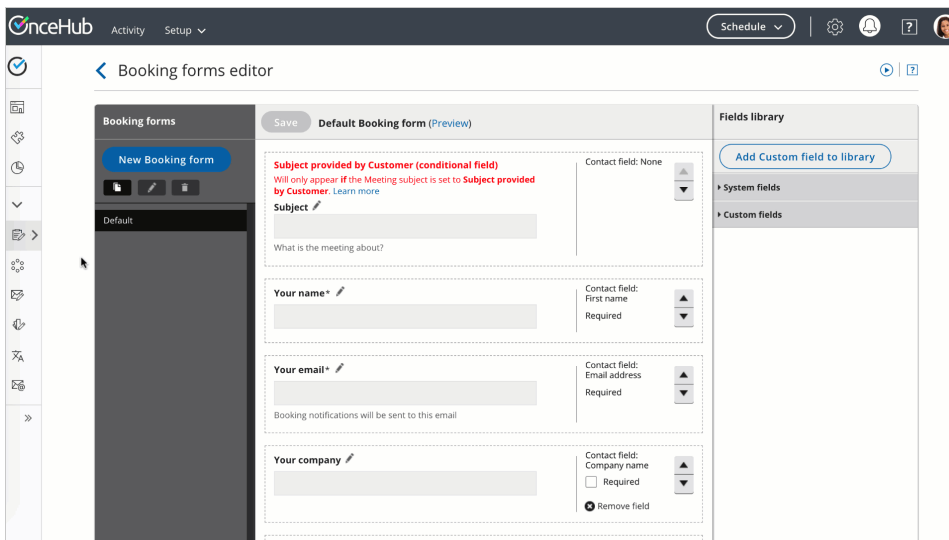 OnceHub
Activity
Setup
Schedule
?
Booking forms editor
?
Booking forms
New Booking form
Default
Save
Default Booking form (Preview)
Subject provided by Customer (conditional field)
Will only appear if the Meeting subject is set to Subject provided
by Customer. Learn more
Subject
What is the meeting about?
Contact field: None
Your name*
Contact field:
First name
Required
Your email*
Booking notifications will be sent to this email
Contact field:
Email address
Required
Your company
Contact field:
Company name
Required
Remove field
Fields library
Add Custom field to library
System fields
Custom fields